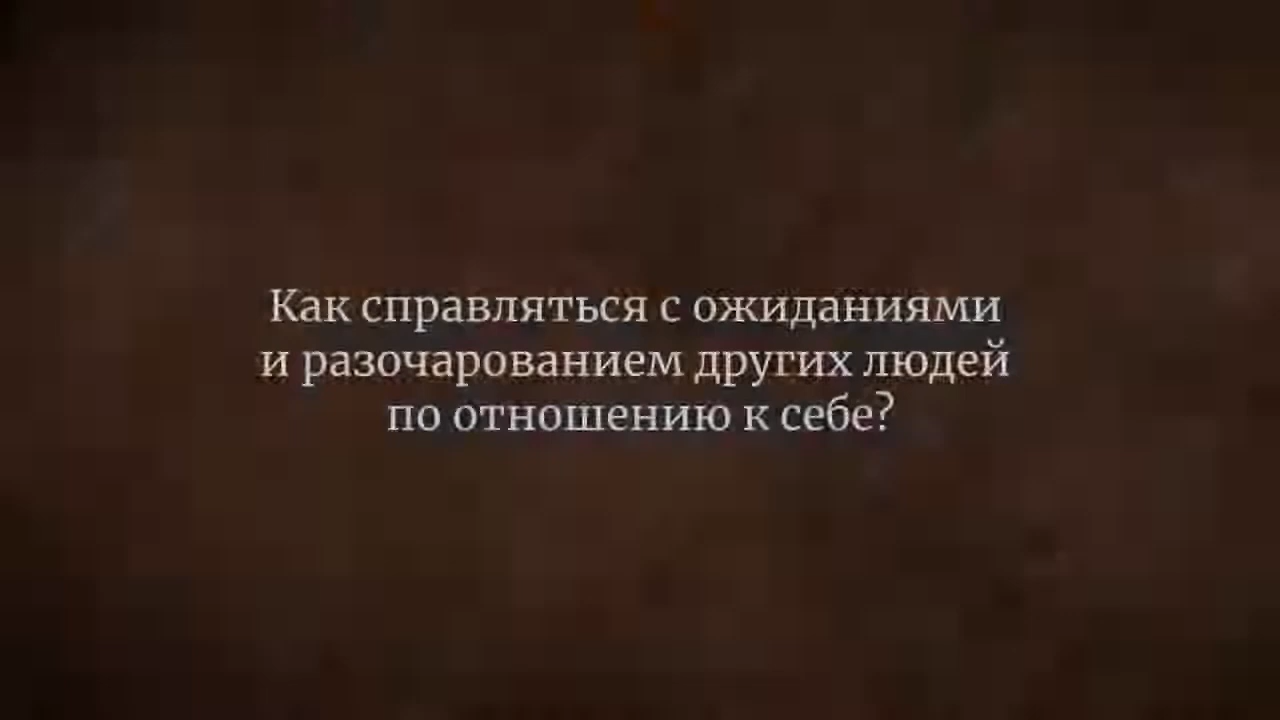 Как справляться с ожиданиями
и разочарованием других людей
по отношению к себе?